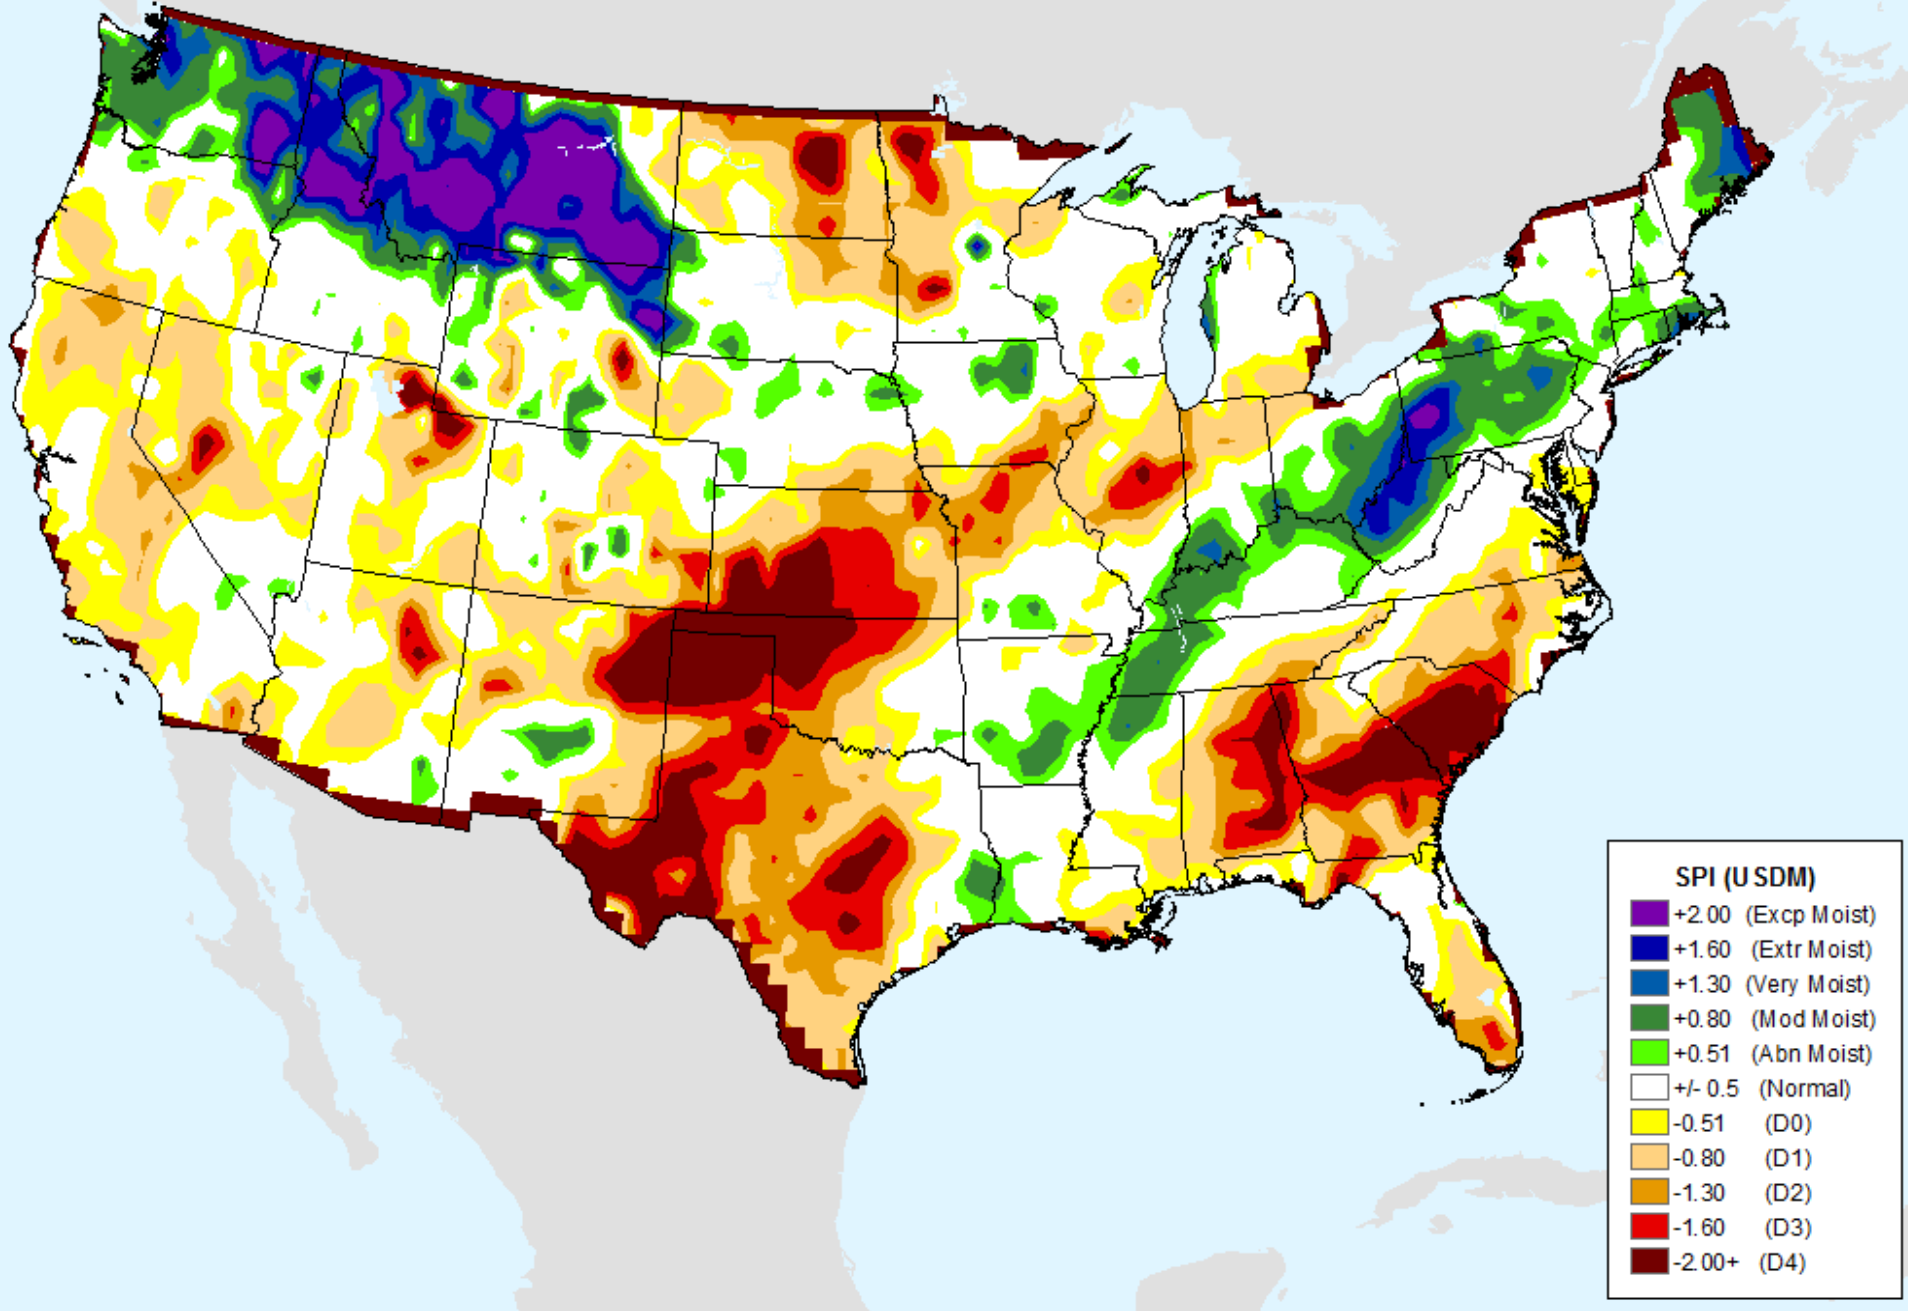 SPI (USDM)
+2.00 (Excp Moist)
+1.60 (Extr Moist)
+1.30 (Very Moist)
+0.80 (Mod Moist)
+0.51 (Abn Moist)
+/- 0.5 (Normal)
-0.51 (D0)
-0.80 (D1)
-1.30 (D2)
-1.60 (D3)
-2.00+ (D4)